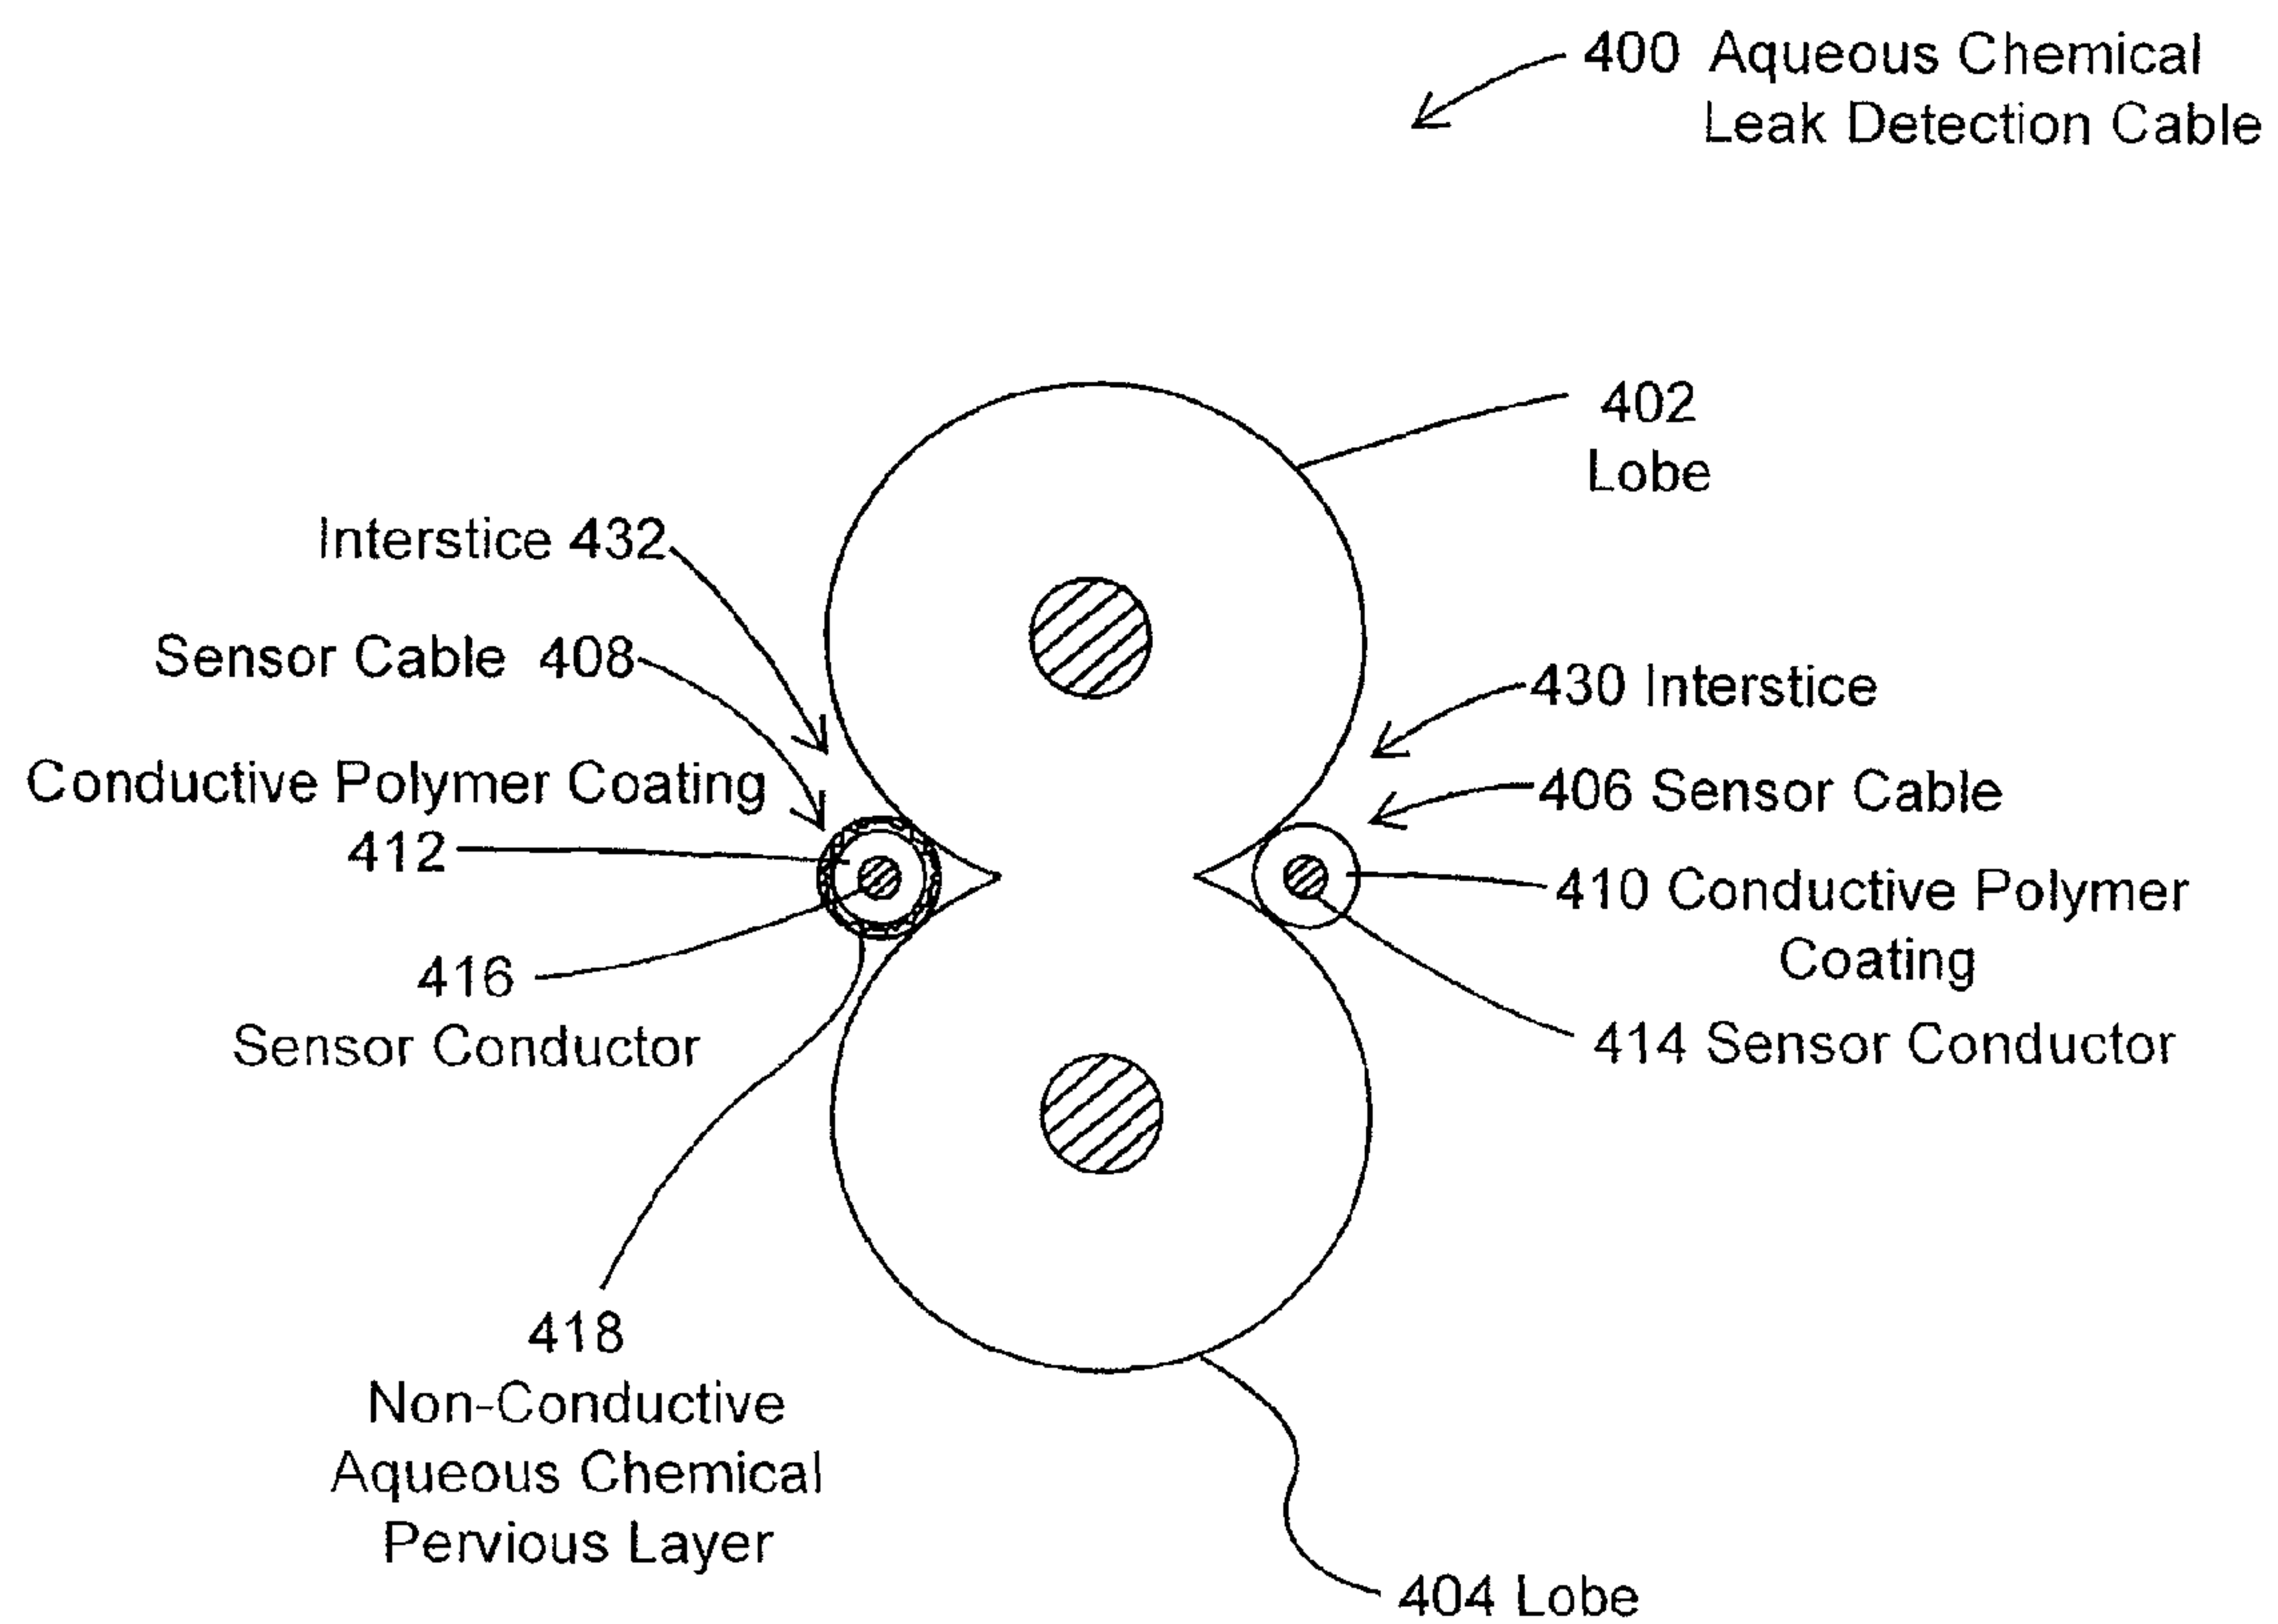 400 Aqueous Chemical
Leak Detection Cable
402
Lobe
Interstice 432
Sensor Cable 408
430 Interstice
Conductive Polymer Coating
412
406 Sensor Cable
410 Conductive Polymer
Coating
416
Sensor Conductor
414 Sensor Conductor
418
Non-Conductive
Aqueous Chemical
Pervious Layer
404 Lobe